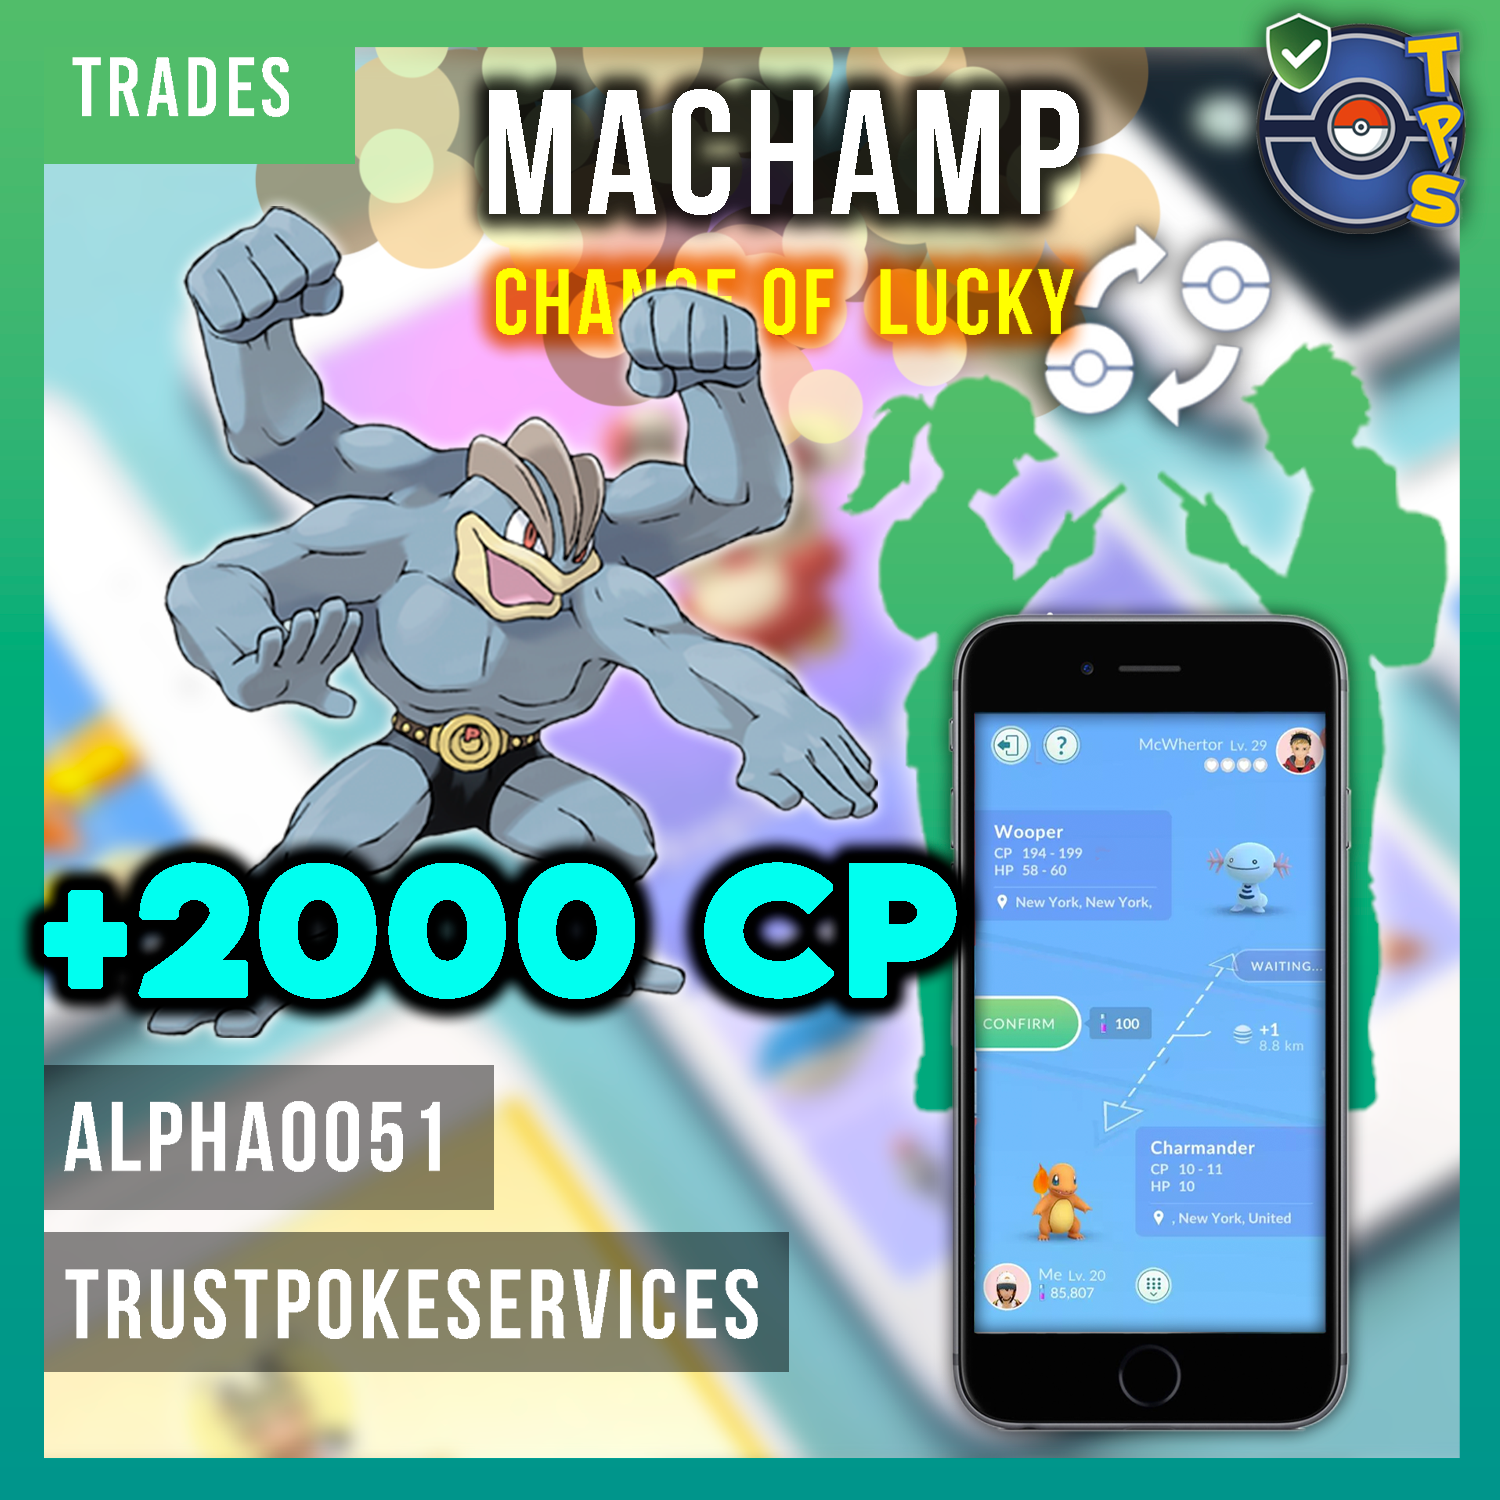 TRADES
MACHAMP
CHANCE OF LUCKY
TPS
McWhertor Lv. 29
Wooper
CP 194 - 199
HP 58 - 60
New York, New York,
WAITING...
+2000 CP
CONFIRM
100
+1
8.8 km
ALPHA0051
Charmander
CP 10 - 11
HP 10
, New York, United
TRUSTPOKESERVICES
Me Lv. 20
85,807